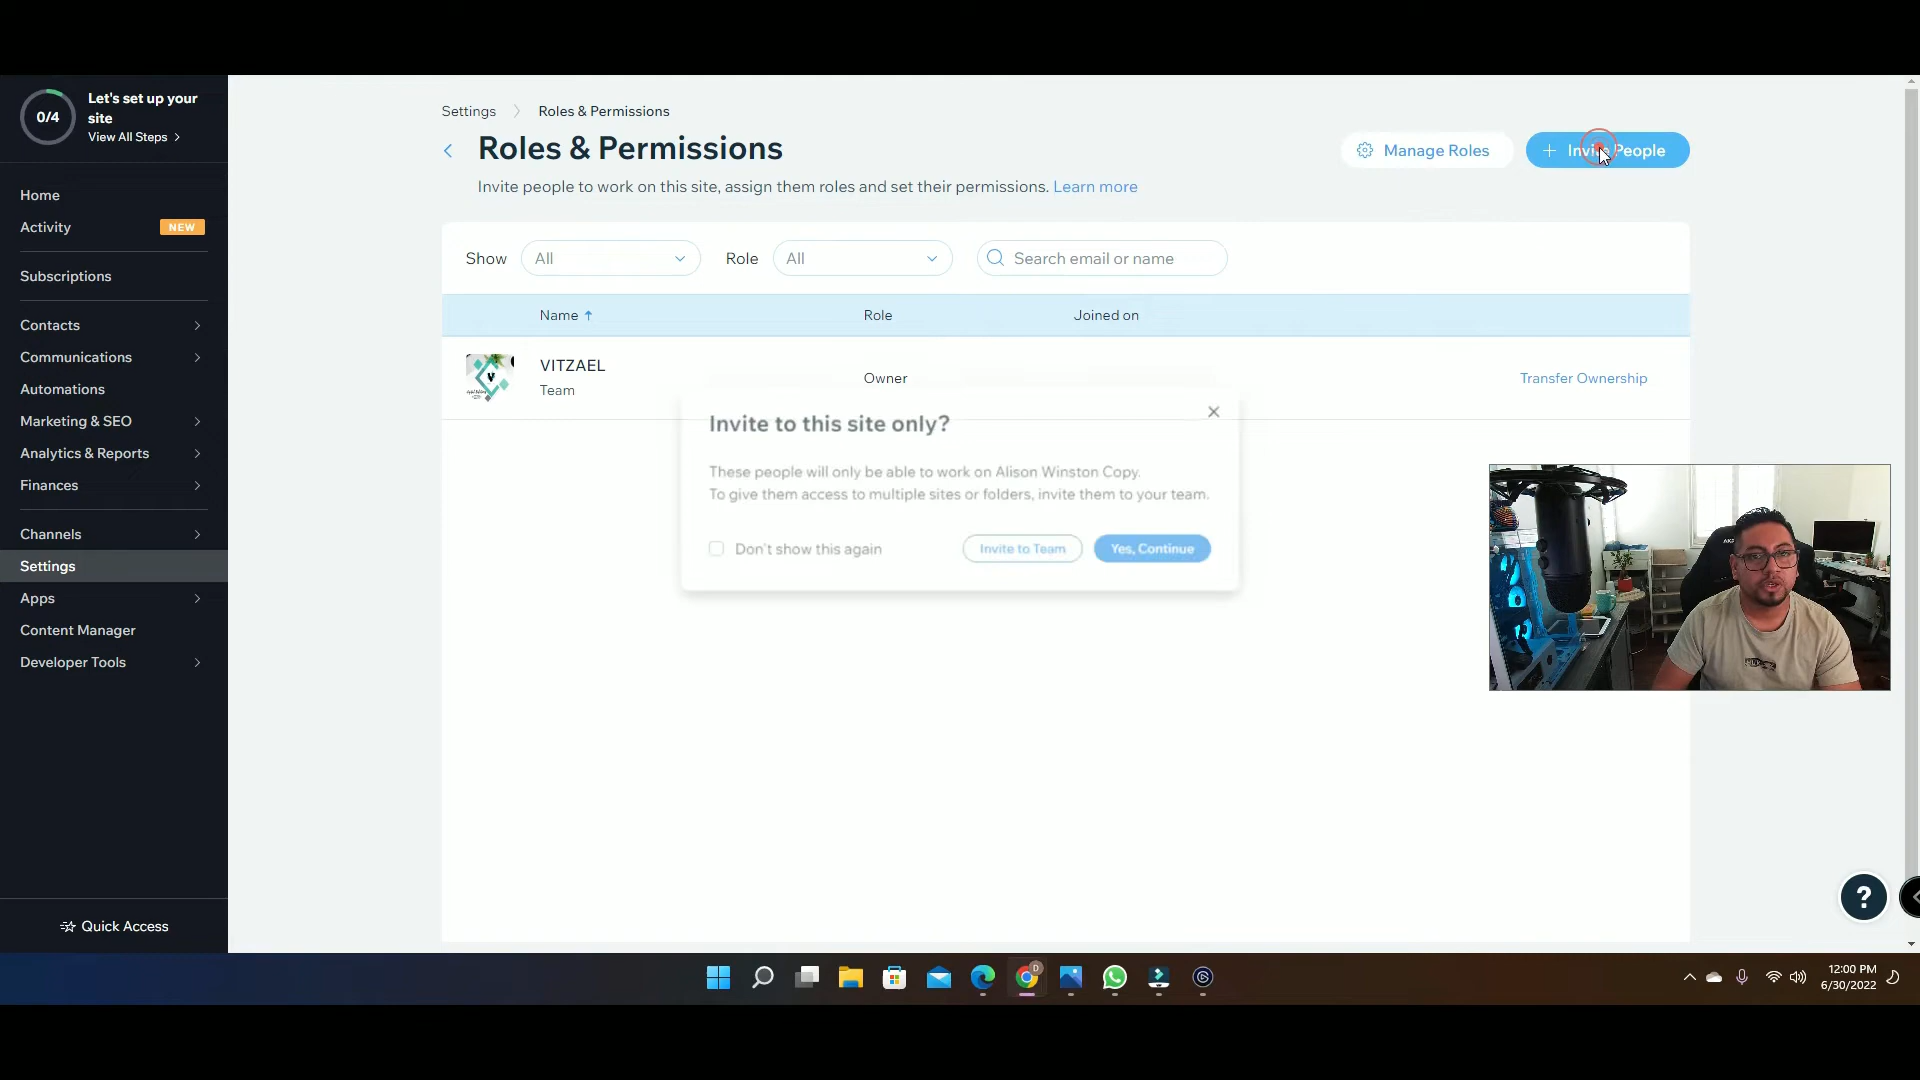 0/4
Let's set up your
site
View All Steps
Home
Activity NEW
Subscriptions
Contacts
Communications
Automations
Marketing & SEO
Analytics & Reports
Finances
Channels
Settings
Apps
Content Manager
Developer Tools
Quick Access
Settings Roles & Permissions
Roles & Permissions
Invite people to work on this site, assign them roles and set their permissions. Learn more
Manage Roles
+ Invite People
Show All Role All Search email or name
Name ↑ Role Joined on
VITZAEL
Team
Owner
Transfer Ownership
Invite to this site only?
These people will only be able to work on Alison Winston Copy.
To give them access to multiple sites or folders, invite them to your team.
Don't show this again
Invite to Team
Yes, Continue
?
12:00 PM
6/30/2022